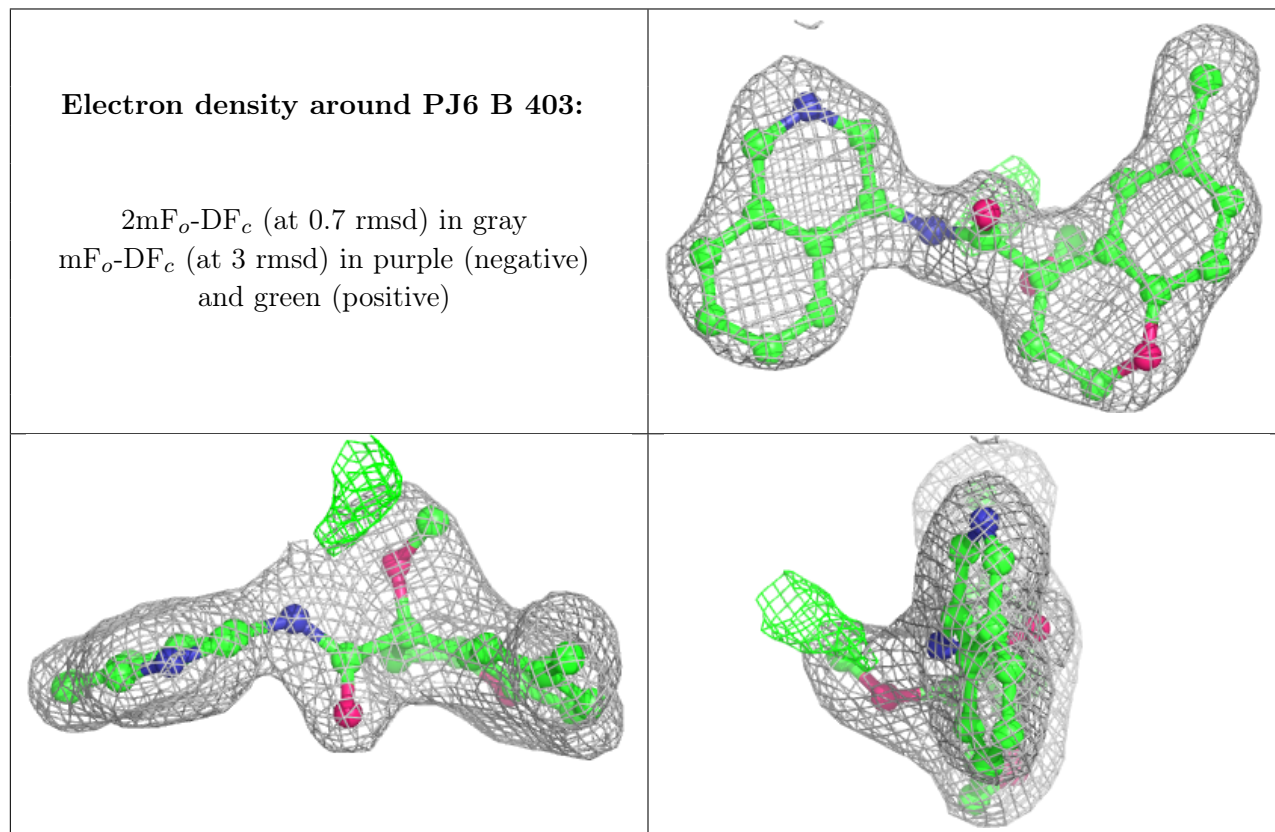 Electron density around PJ6 B 403:
2mFₒ-DF𝒸 (at 0.7 rmsd) in gray
mFₒ-DF𝒸 (at 3 rmsd) in purple (negative)
and green (positive)